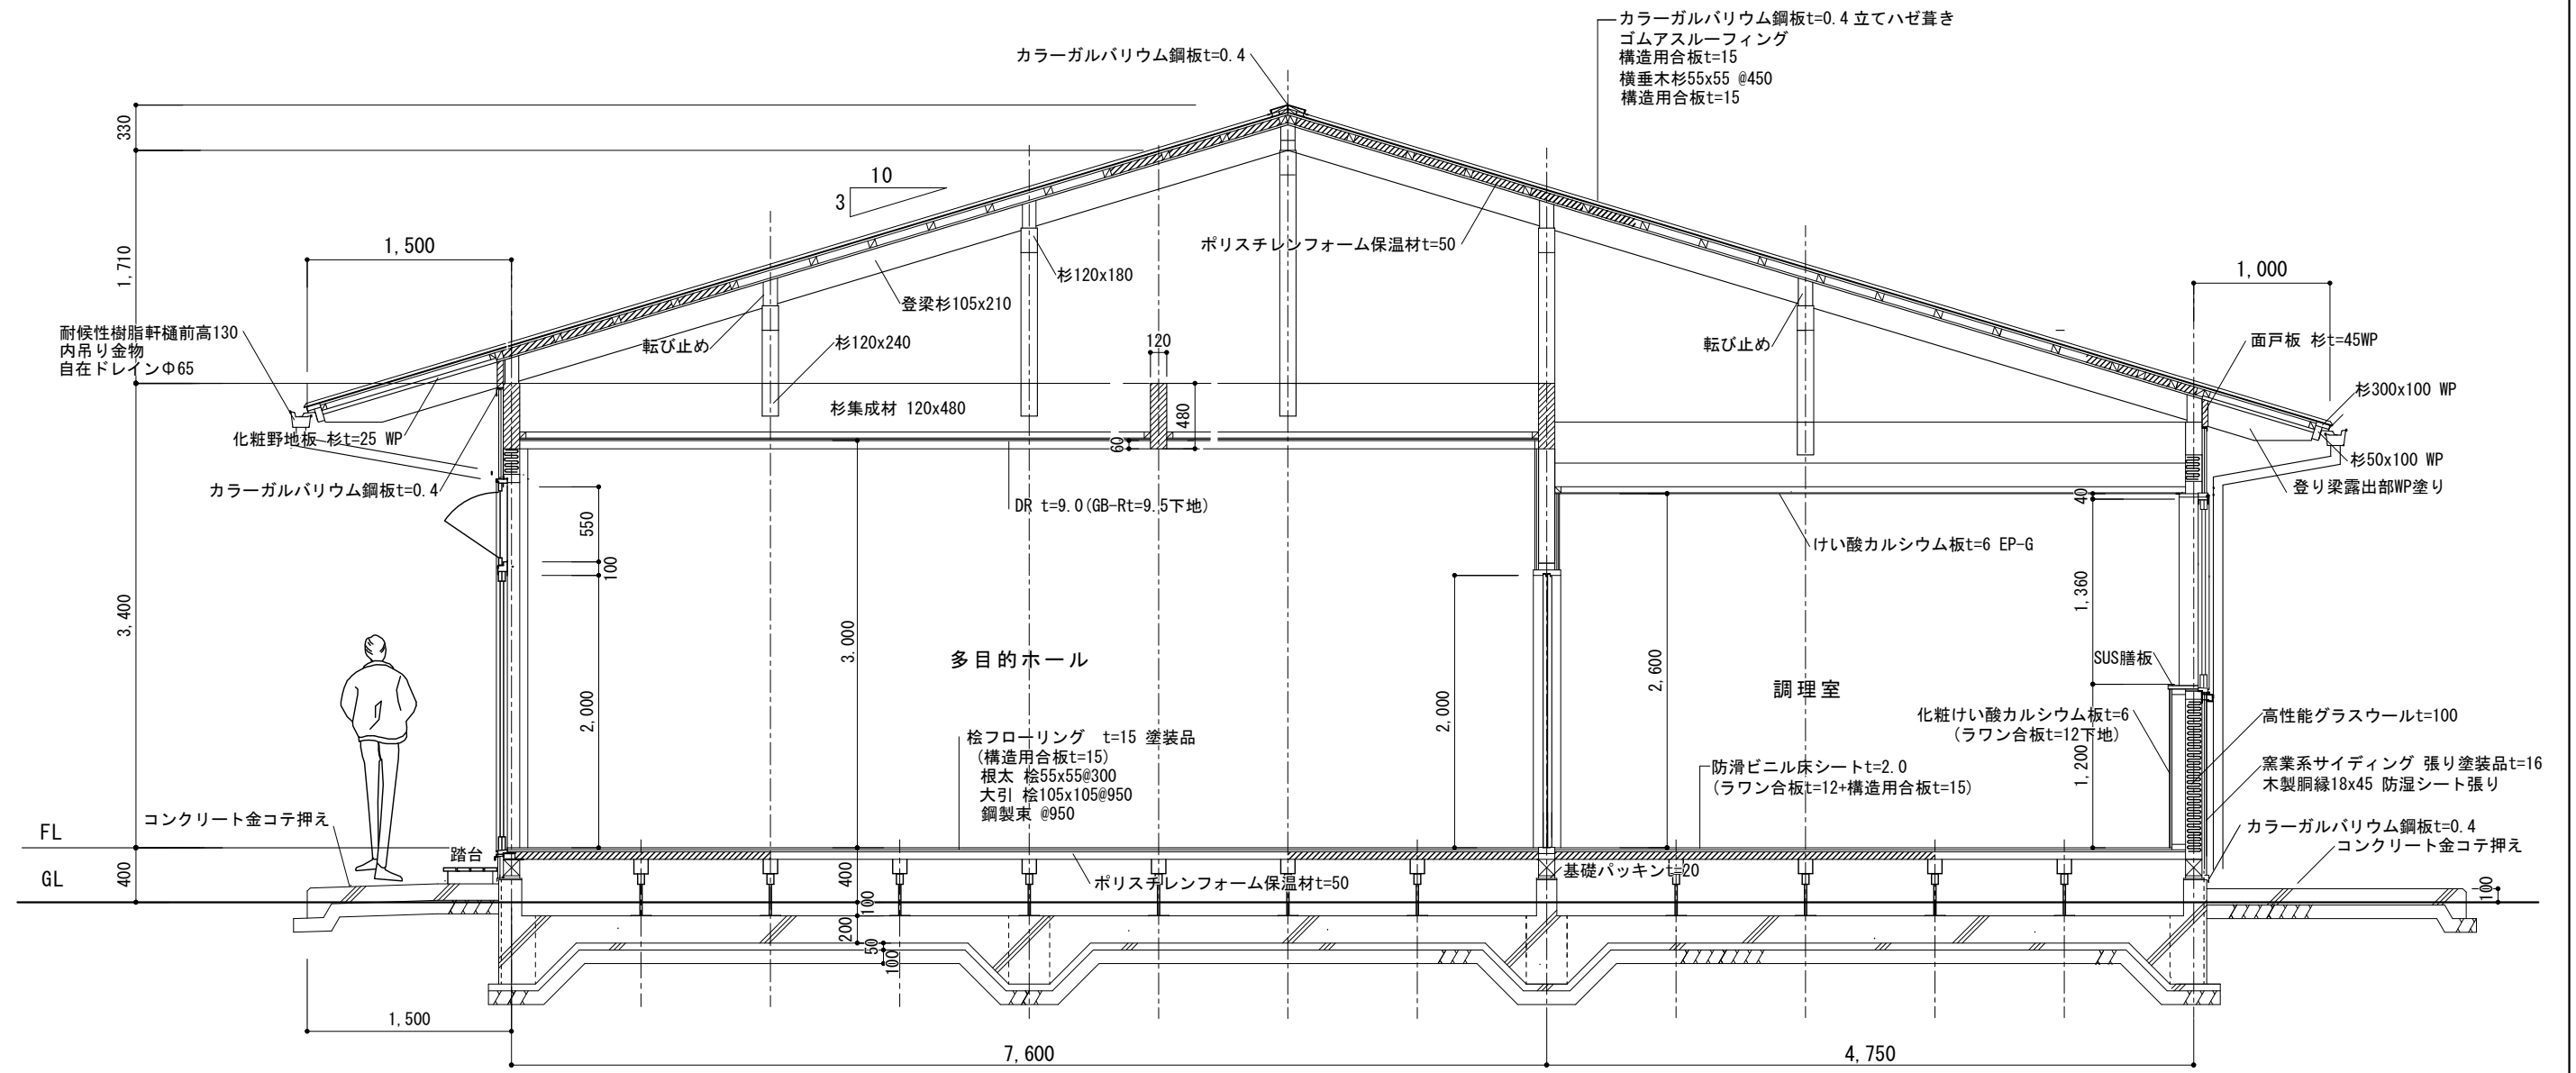 カラーガルバリウム鋼板t=0.4 立てハゼ葺き
ゴムアスルーフィング
構造用合板t=15
横垂木杉55x55 @450
構造用合板t=15
カラーガルバリウム鋼板t=0.4
330
10
3
1,710
1,500
ポリスチレンフォーム保温材t=50
1,000
杉120x180
登梁杉105x210
耐候性樹脂軒樋前高130
内吊り金物
自在ドレインΦ65
転び止め
杉120x240
120
転び止め
面戸板 杉t=45WP
杉300x100 WP
杉集成材 120x480
480
化粧野地板 杉t=25 WP
60
杉50x100 WP
カラーガルバリウム鋼板t=0.4
登り梁露出部WP塗り
DR t=9.0(GB-Rt=9.5下地)
40
550
100
けい酸カルシウム板t=6 EP-G
1,360
3,400
3,000
多目的ホール
2,600
SUS膳板
調理室
2,000
2,000
化粧けい酸カルシウム板t=6
(ラワン合板t=12下地)
高性能グラスウールt=100
桧フローリング t=15 塗装品
(構造用合板t=15)
根太 桧55x55@300
大引 桧105x105@950
鋼製束 @950
1,200
防滑ビニル床シートt=2.0
(ラワン合板t=12+構造用合板t=15)
窯業系サイディング 張り塗装品t=16
木製胴縁18x45 防湿シート張り
コンクリート金コテ押え
カラーガルバリウム鋼板t=0.4
コンクリート金コテ押え
FL
踏台
GL
400
400
ポリスチレンフォーム保温材t=50
基礎パッキンt=20
100
100
200
50
100
1,500
7,600
4,750